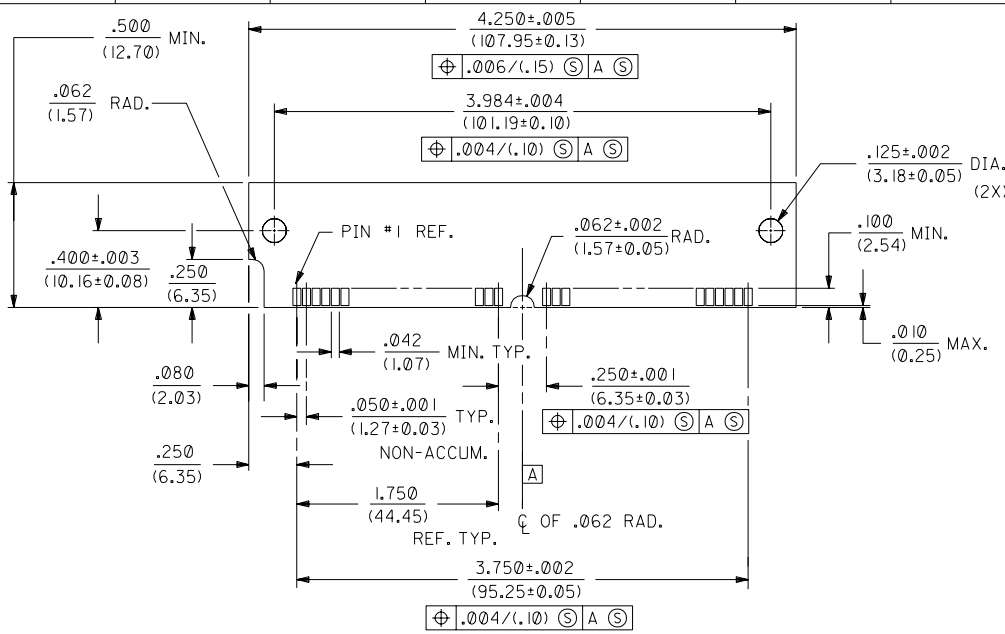 .500
(12.70)
MIN.
4.250±.005
(107.95±0.13)
⌖ .006/(.15) Ⓢ A Ⓢ
.062
(1.57)
RAD.
3.984±.004
(101.19±0.10)
⌖ .004/(.10) Ⓢ A Ⓢ
.125±.002
(3.18±0.05)
DIA.
(2X)
PIN #1 REF.
.062±.002
(1.57±0.05)
RAD.
.100
(2.54)
MIN.
.400±.003
(10.16±0.08)
.250
(6.35)
.042
(1.07)
MIN. TYP.
.010
(0.25)
MAX.
.080
(2.03)
.050±.001
(1.27±0.03)
TYP.
NON-ACCUM.
.250±.001
(6.35±0.03)
⌖ .004/(.10) Ⓢ A Ⓢ
.250
(6.35)
A
1.750
(44.45)
REF. TYP.
℄ OF .062 RAD.
3.750±.002
(95.25±0.05)
⌖ .004/(.10) Ⓢ A Ⓢ